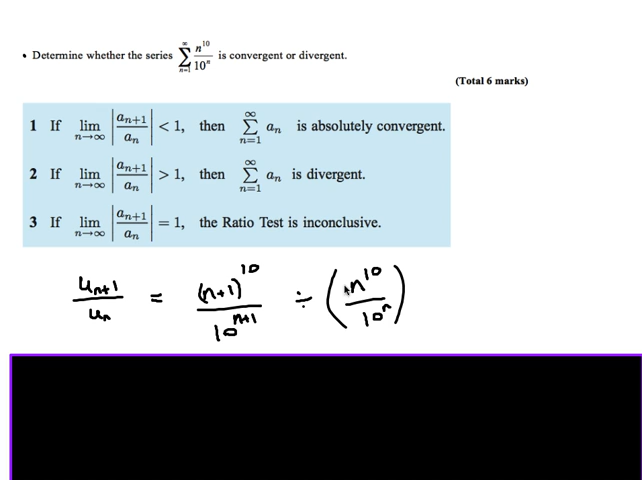 • Determine whether the series ∑_{n=1}^{∞} n^{10}/10^{n} is convergent or divergent.
(Total 6 marks)
1 If lim_{n→∞} |a_{n+1}/a_n| < 1, then ∑_{n=1}^{∞} a_n is absolutely convergent.
2 If lim_{n→∞} |a_{n+1}/a_n| > 1, then ∑_{n=1}^{∞} a_n is divergent.
3 If lim_{n→∞} |a_{n+1}/a_n| = 1, the Ratio Test is inconclusive.
u_{n+1}/u_n = (n+1)^{10}/10^{n+1} ÷ (n^{10}/10^{n})